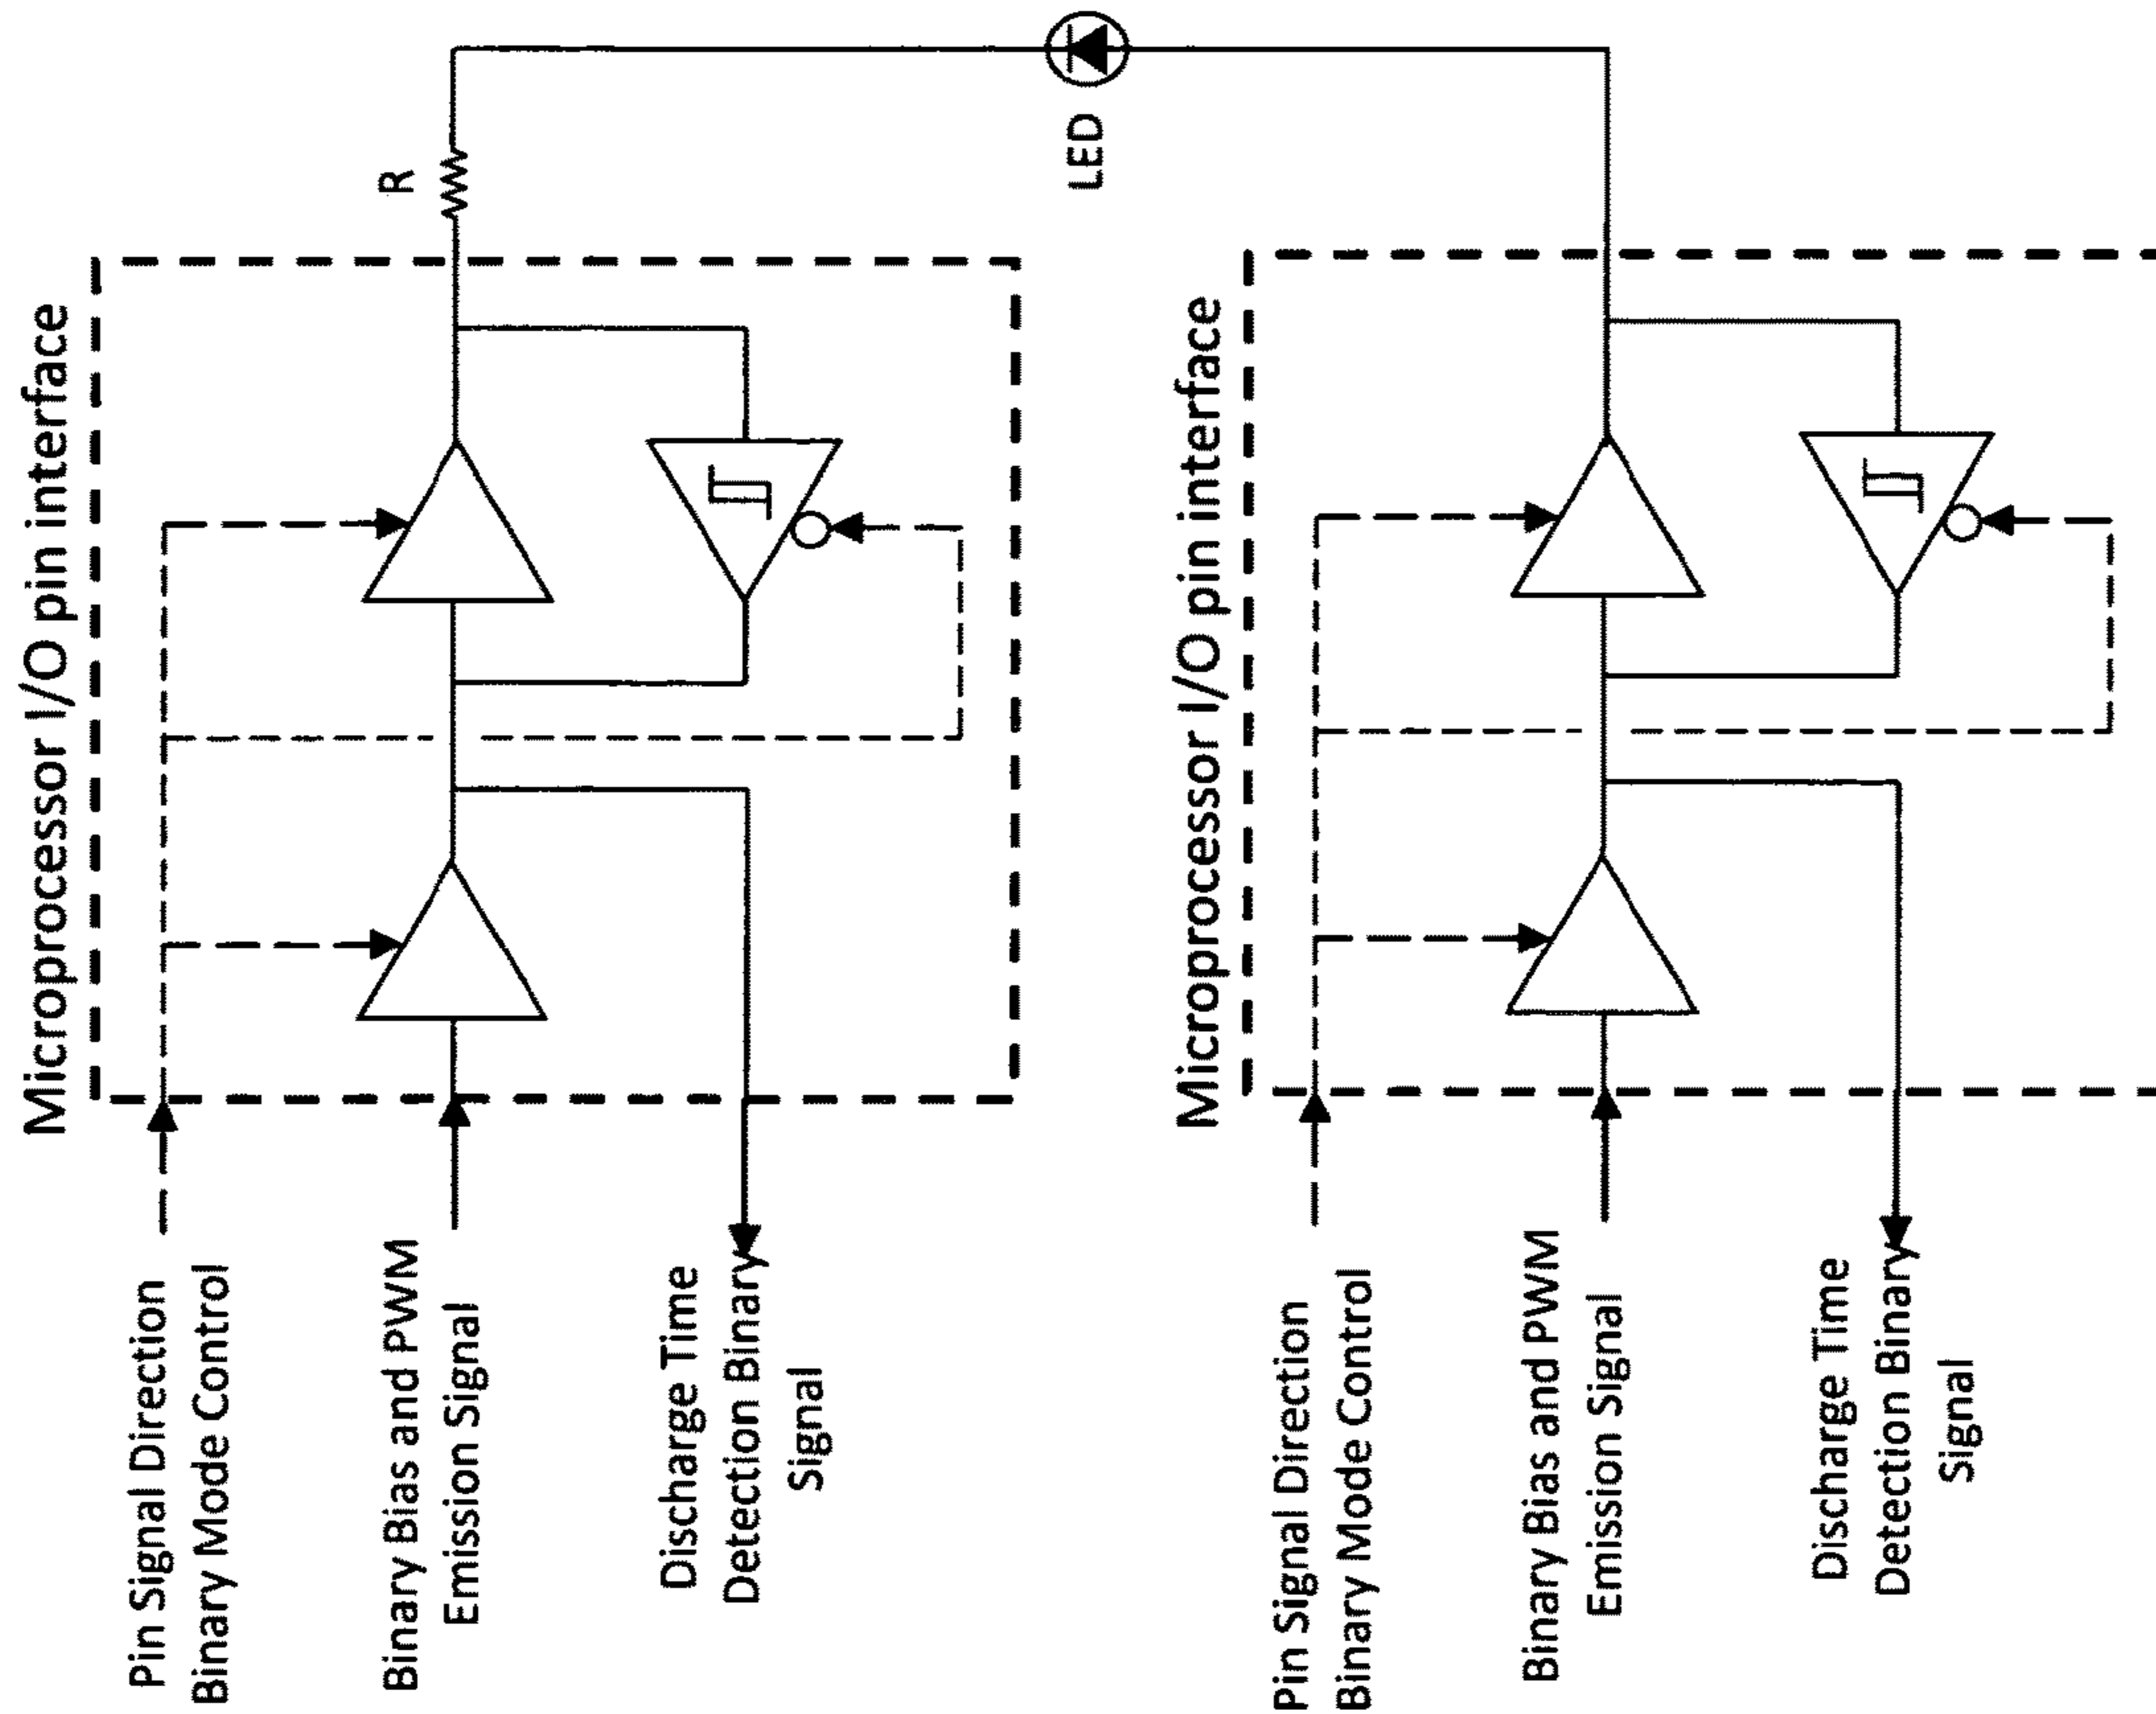 Microprocessor I/O pin interface
Pin Signal Direction
Binary Mode Control
Binary Bias and PWM
Emission Signal
Discharge Time
Detection Binary
Signal
R
LED
Microprocessor I/O pin interface
Pin Signal Direction
Binary Mode Control
Binary Bias and PWM
Emission Signal
Discharge Time
Detection Binary
Signal